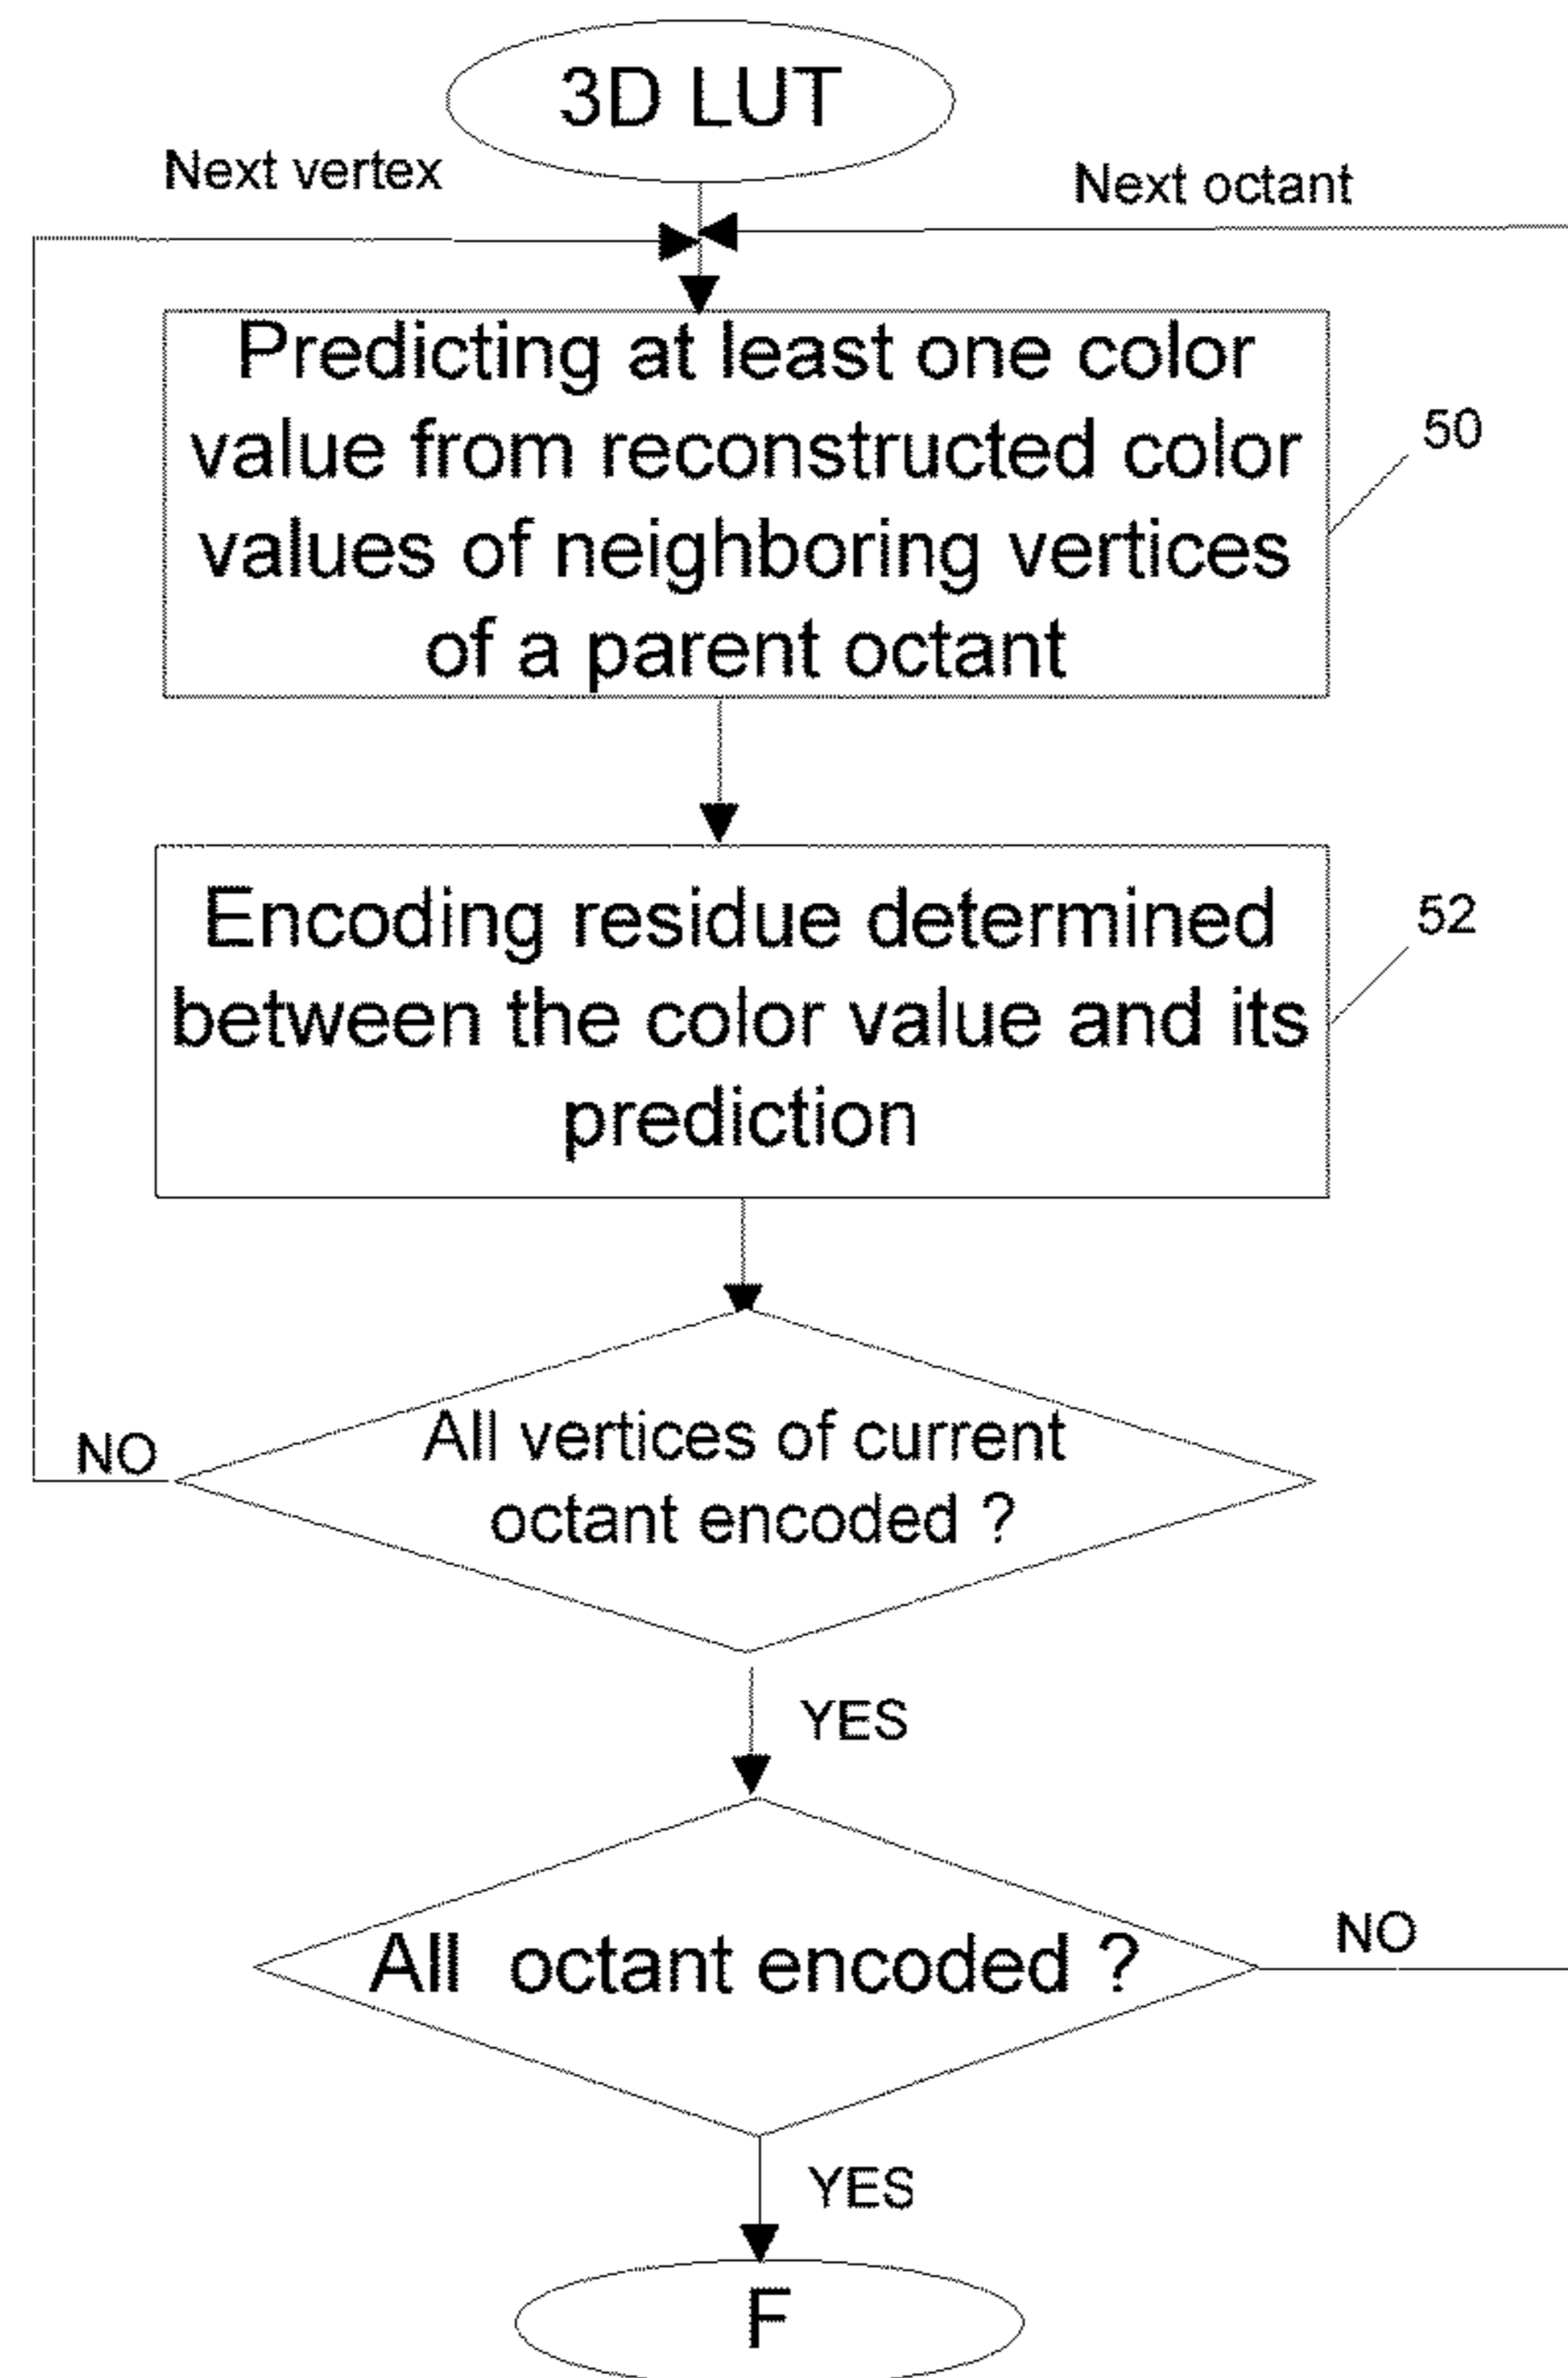 3D LUT
Next vertex
Next octant
Predicting at least one color
value from reconstructed color
values of neighboring vertices
of a parent octant
50
Encoding residue determined
between the color value and its
prediction
52
All vertices of current
octant encoded ?
NO
YES
All octant encoded ?
NO
YES
F